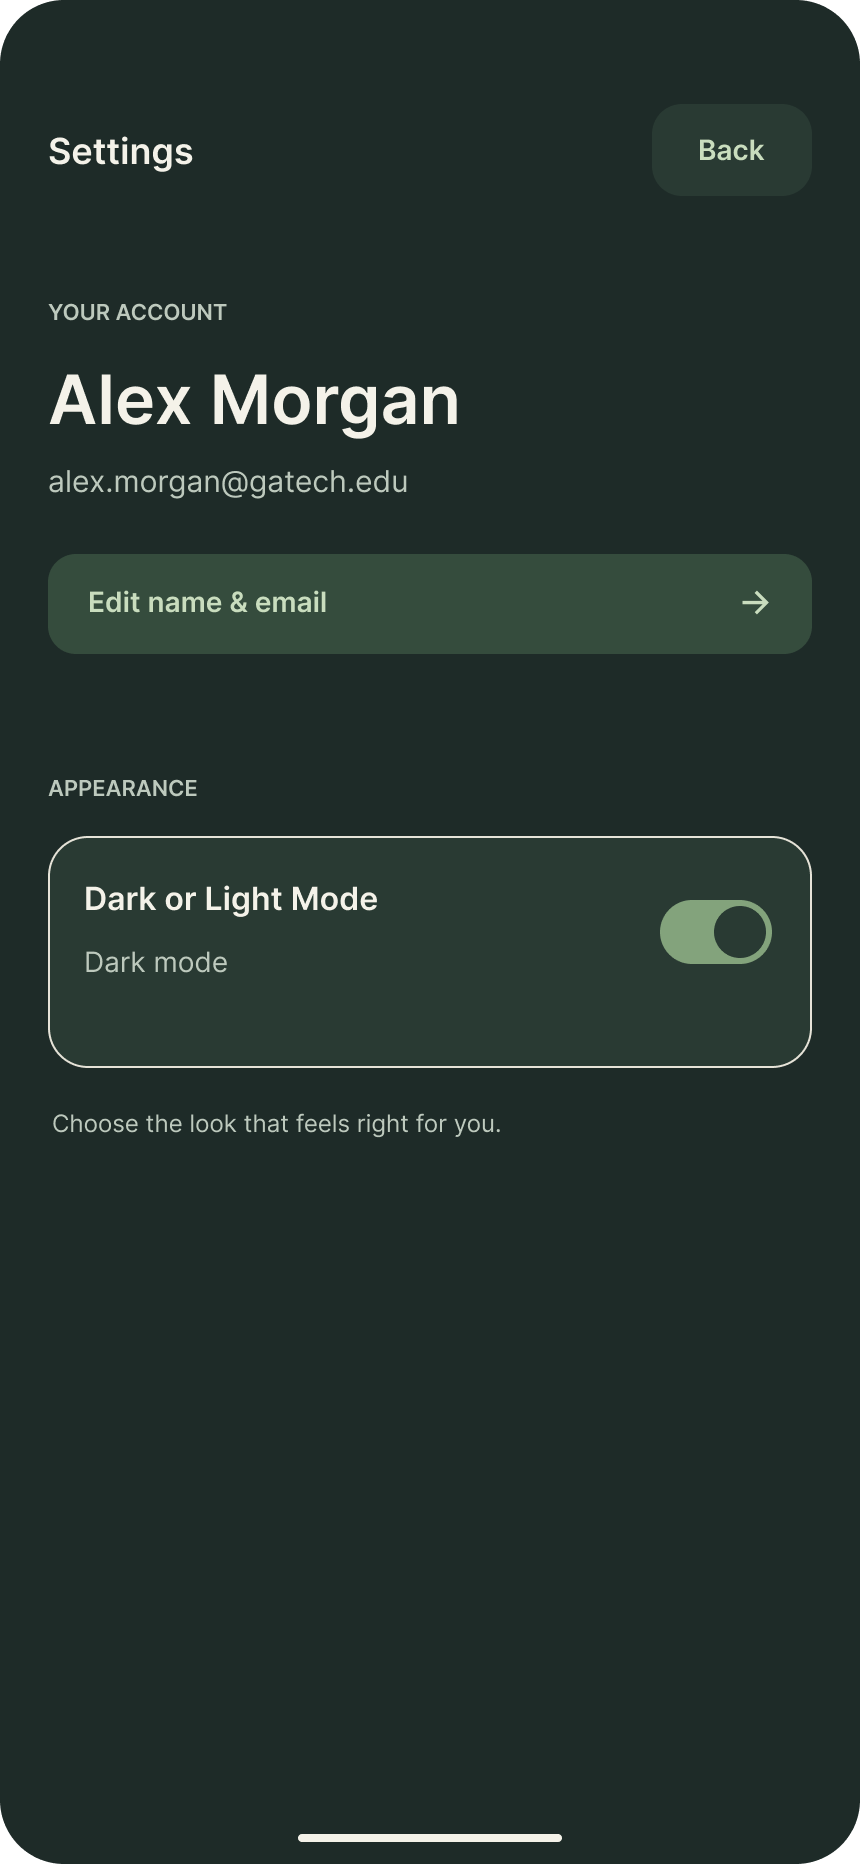 Settings
Back
YOUR ACCOUNT
Alex Morgan
alex.morgan@gatech.edu
Edit name & email →
APPEARANCE
Dark or Light Mode
Dark mode
Choose the look that feels right for you.